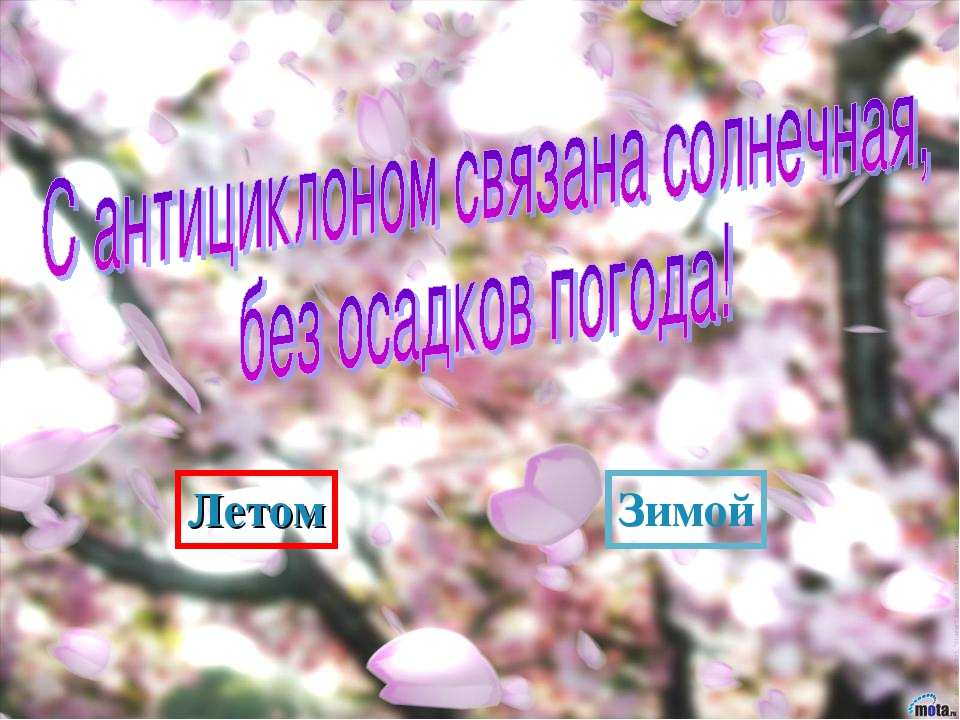 С антициклоном связана солнечная,
без осадков погода!
Летом Зимой
mota.ru